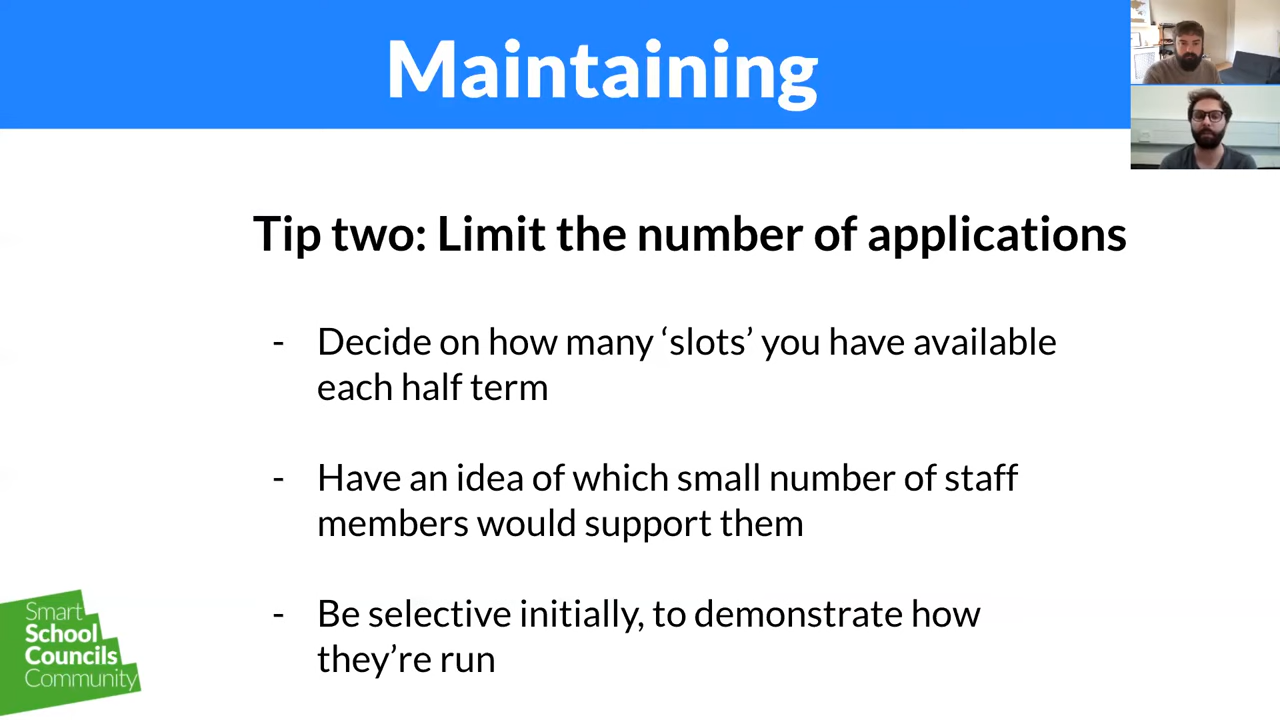 Maintaining
Tip two: Limit the number of applications
- Decide on how many ‘slots’ you have available
each half term
- Have an idea of which small number of staff
members would support them
- Be selective initially, to demonstrate how
they’re run
Smart
School
Councils
Community